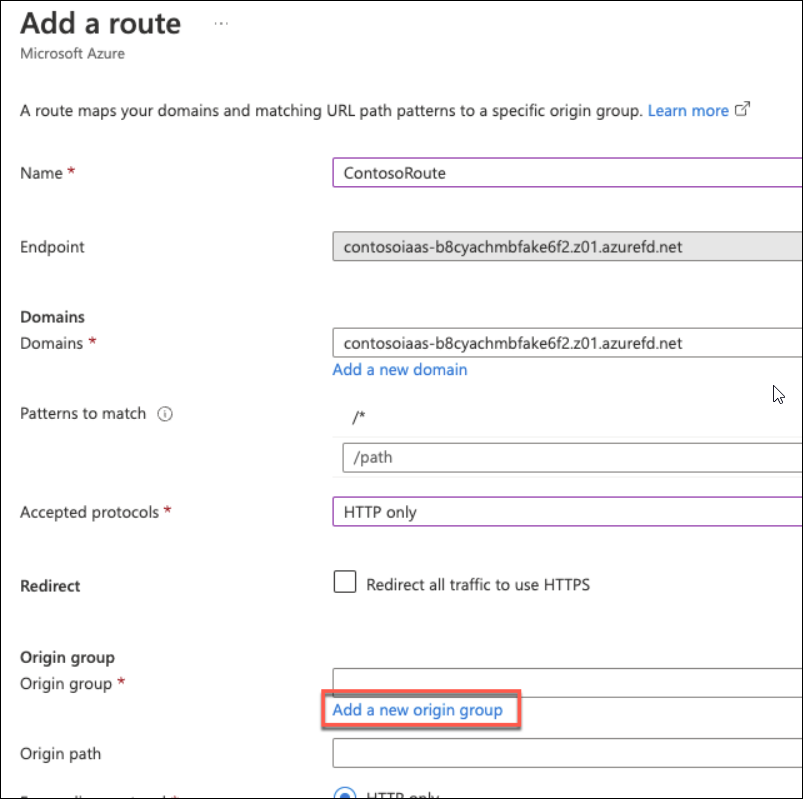 Add a route ...
Microsoft Azure
A route maps your domains and matching URL path patterns to a specific origin group. Learn more
Name * ContosoRoute
Endpoint contosoiaas-b8cyachmbfake6f2.z01.azurefd.net
Domains
Domains * contosoiaas-b8cyachmbfake6f2.z01.azurefd.net
Add a new domain
Patterns to match /*
/path
Accepted protocols * HTTP only
Redirect Redirect all traffic to use HTTPS
Origin group
Origin group *
Add a new origin group
Origin path
HTTP only